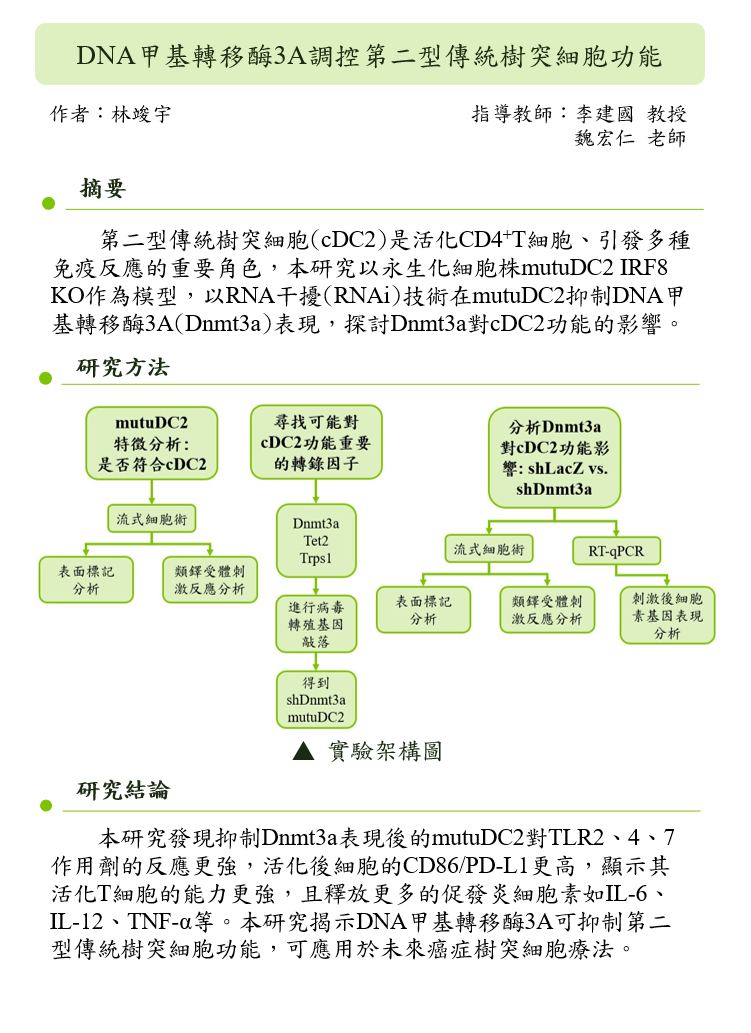 DNA甲基轉移酶3A調控第二型傳統樹突細胞功能
作者：林竣宇
指導教師：李建國 教授
魏宏仁 老師
摘要
第二型傳統樹突細胞(cDC2)是活化CD4⁺T細胞、引發多種
免疫反應的重要角色，本研究以永生化細胞株mutuDC2 IRF8
KO作為模型，以RNA干擾(RNAi)技術在mutuDC2抑制DNA甲
基轉移酶3A(Dnmt3a)表現，探討Dnmt3a對cDC2功能的影響。
研究方法
mutuDC2
特徵分析:
是否符合cDC2
流式細胞術
表面標記
分析
類鐸受體刺
激反應分析
尋找可能對
cDC2功能重要
的轉錄因子
Dnmt3a
Tet2
Trps1
進行病毒
轉殖基因
敲落
得到
shDnmt3a
mutuDC2
分析Dnmt3a
對cDC2功能影
響: shLacZ vs.
shDnmt3a
流式細胞術
RT-qPCR
表面標記
分析
類鐸受體刺
激反應分析
刺激後細胞
素基因表現
分析
▲ 實驗架構圖
研究結論
本研究發現抑制Dnmt3a表現後的mutuDC2對TLR2、4、7
作用劑的反應更強，活化後細胞的CD86/PD-L1更高，顯示其
活化T細胞的能力更強，且釋放更多的促發炎細胞素如IL-6、
IL-12、TNF-α等。本研究揭示DNA甲基轉移酶3A可抑制第二
型傳統樹突細胞功能，可應用於未來癌症樹突細胞療法。